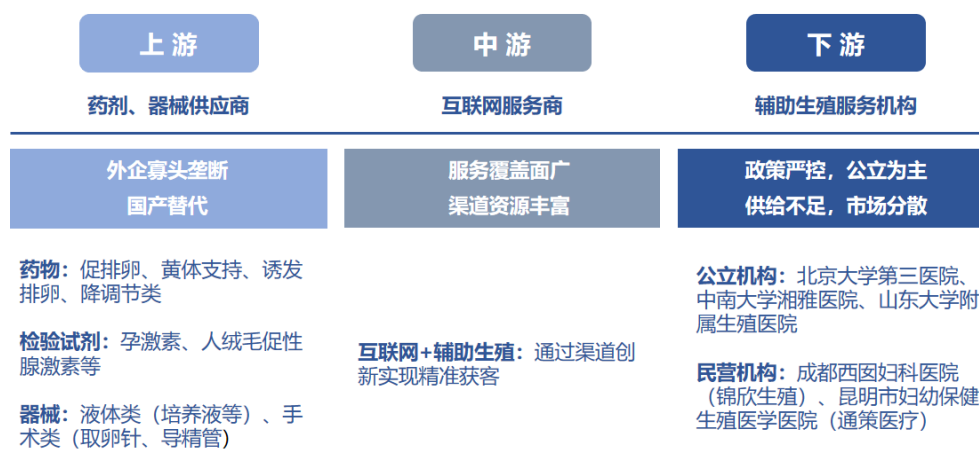 上 游
药剂、器械供应商
外企寡头垄断
国产替代
药物：促排卵、黄体支持、诱发
排卵、降调节类
检验试剂：孕激素、人绒毛促性
腺激素等
器械：液体类（培养液等）、手
术类（取卵针、导精管）
中 游
互联网服务商
服务覆盖面广
渠道资源丰富
互联网+辅助生殖：通过渠道创
新实现精准获客
下 游
辅助生殖服务机构
政策严控，公立为主
供给不足，市场分散
公立机构：北京大学第三医院、
中南大学湘雅医院、山东大学附
属生殖医院
民营机构：成都西囡妇科医院
（锦欣生殖）、昆明市妇幼保健
生殖医学医院（通策医疗）